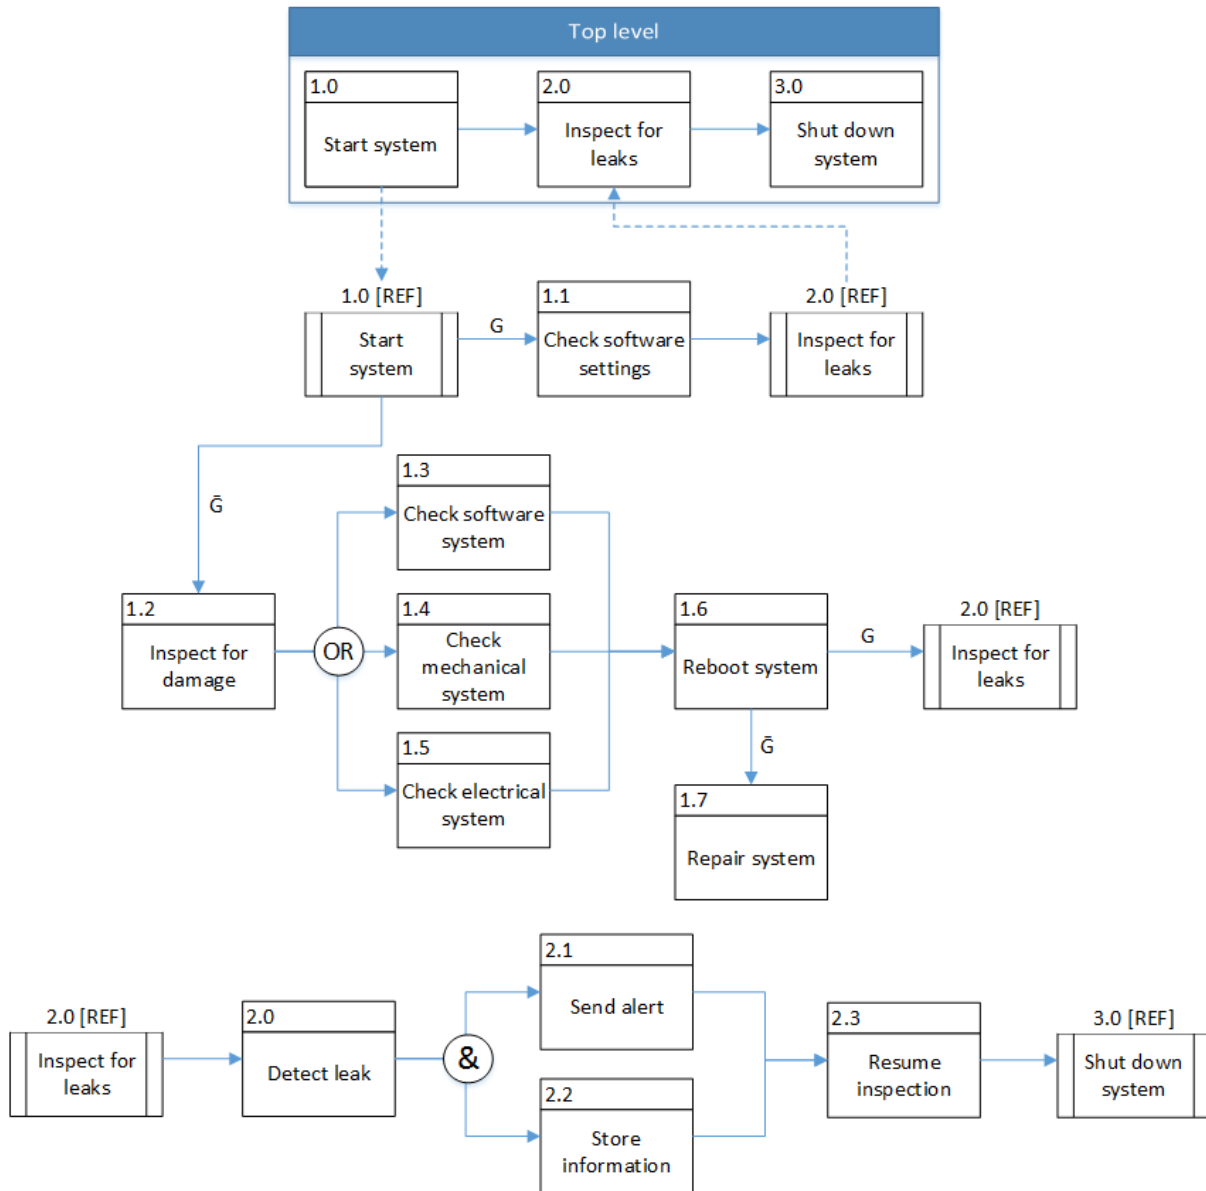 Top level
1.0
Start system
2.0
Inspect for
leaks
3.0
Shut down
system
1.0 [REF]
Start
system
G
1.1
Check software
settings
2.0 [REF]
Inspect for
leaks
Ḡ
1.2
Inspect for
damage
OR
1.3
Check software
system
1.4
Check
mechanical
system
1.5
Check electrical
system
1.6
Reboot system
G
2.0 [REF]
Inspect for
leaks
Ḡ
1.7
Repair system
2.0 [REF]
Inspect for
leaks
2.0
Detect leak
&
2.1
Send alert
2.2
Store
information
2.3
Resume
inspection
3.0 [REF]
Shut down
system